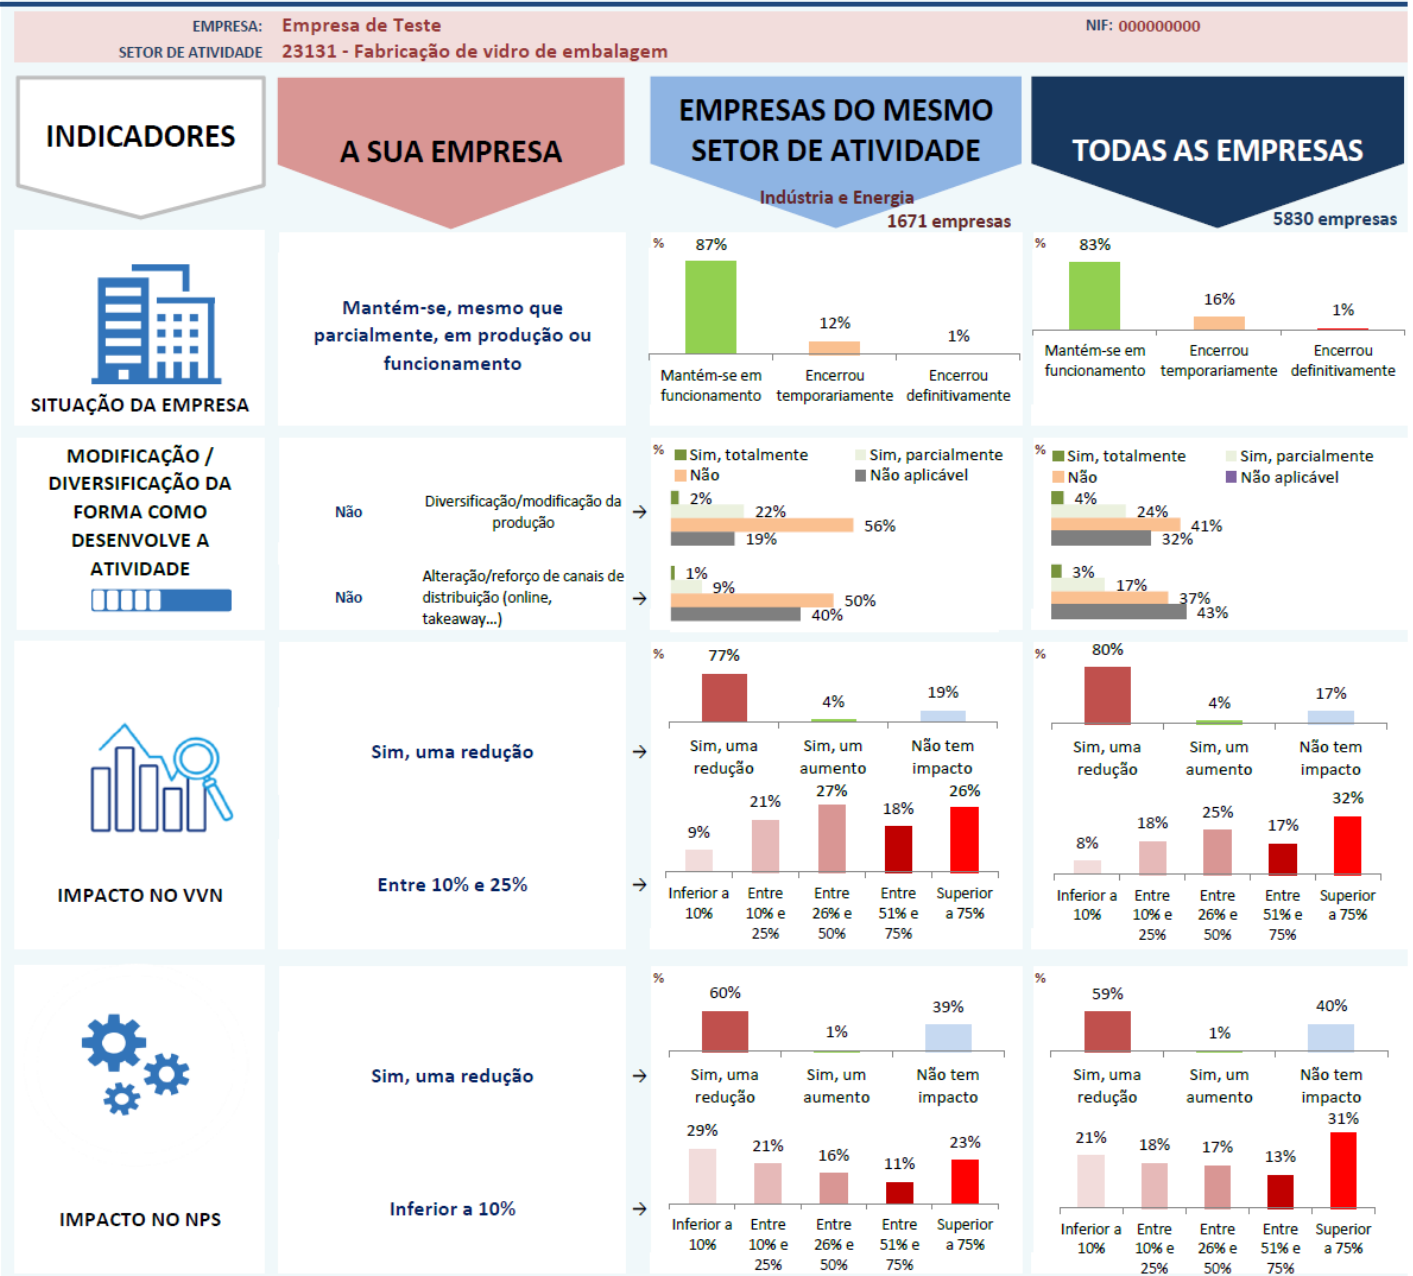 EMPRESA: Empresa de Teste NIF: 000000000
SETOR DE ATIVIDADE 23131 - Fabricação de vidro de embalagem
INDICADORES
A SUA EMPRESA
EMPRESAS DO MESMO
SETOR DE ATIVIDADE
Indústria e Energia
1671 empresas
TODAS AS EMPRESAS
5830 empresas
SITUAÇÃO DA EMPRESA
Mantém-se, mesmo que
parcialmente, em produção ou
funcionamento
%
87%
12%
1%
Mantém-se em
funcionamento
Encerrou
temporariamente
Encerrou
definitivamente
%
83%
16%
1%
Mantém-se em
funcionamento
Encerrou
temporariamente
Encerrou
definitivamente
MODIFICAÇÃO /
DIVERSIFICAÇÃO DA
FORMA COMO
DESENVOLVE A
ATIVIDADE
Não
Diversificação/modificação da
produção
→
Não
Alteração/reforço de canais de
distribuição (online,
takeaway...)
→
%
Sim, totalmente
Sim, parcialmente
Não
Não aplicável
2%
22%
56%
19%
1%
9%
50%
40%
%
Sim, totalmente
Sim, parcialmente
Não
Não aplicável
4%
24%
41%
32%
3%
17%
37%
43%
IMPACTO NO VVN
Sim, uma redução
→
Entre 10% e 25%
→
%
77%
4%
19%
Sim, uma
redução
Sim, um
aumento
Não tem
impacto
9%
21%
27%
18%
26%
Inferior a
10%
Entre
10% e
25%
Entre
26% e
50%
Entre
51% e
75%
Superior
a 75%
%
80%
4%
17%
Sim, uma
redução
Sim, um
aumento
Não tem
impacto
8%
18%
25%
17%
32%
Inferior a
10%
Entre
10% e
25%
Entre
26% e
50%
Entre
51% e
75%
Superior
a 75%
IMPACTO NO NPS
Sim, uma redução
→
Inferior a 10%
→
%
60%
1%
39%
Sim, uma
redução
Sim, um
aumento
Não tem
impacto
29%
21%
16%
11%
23%
Inferior a
10%
Entre
10% e
25%
Entre
26% e
50%
Entre
51% e
75%
Superior
a 75%
%
59%
1%
40%
Sim, uma
redução
Sim, um
aumento
Não tem
impacto
21%
18%
17%
13%
31%
Inferior a
10%
Entre
10% e
25%
Entre
26% e
50%
Entre
51% e
75%
Superior
a 75%